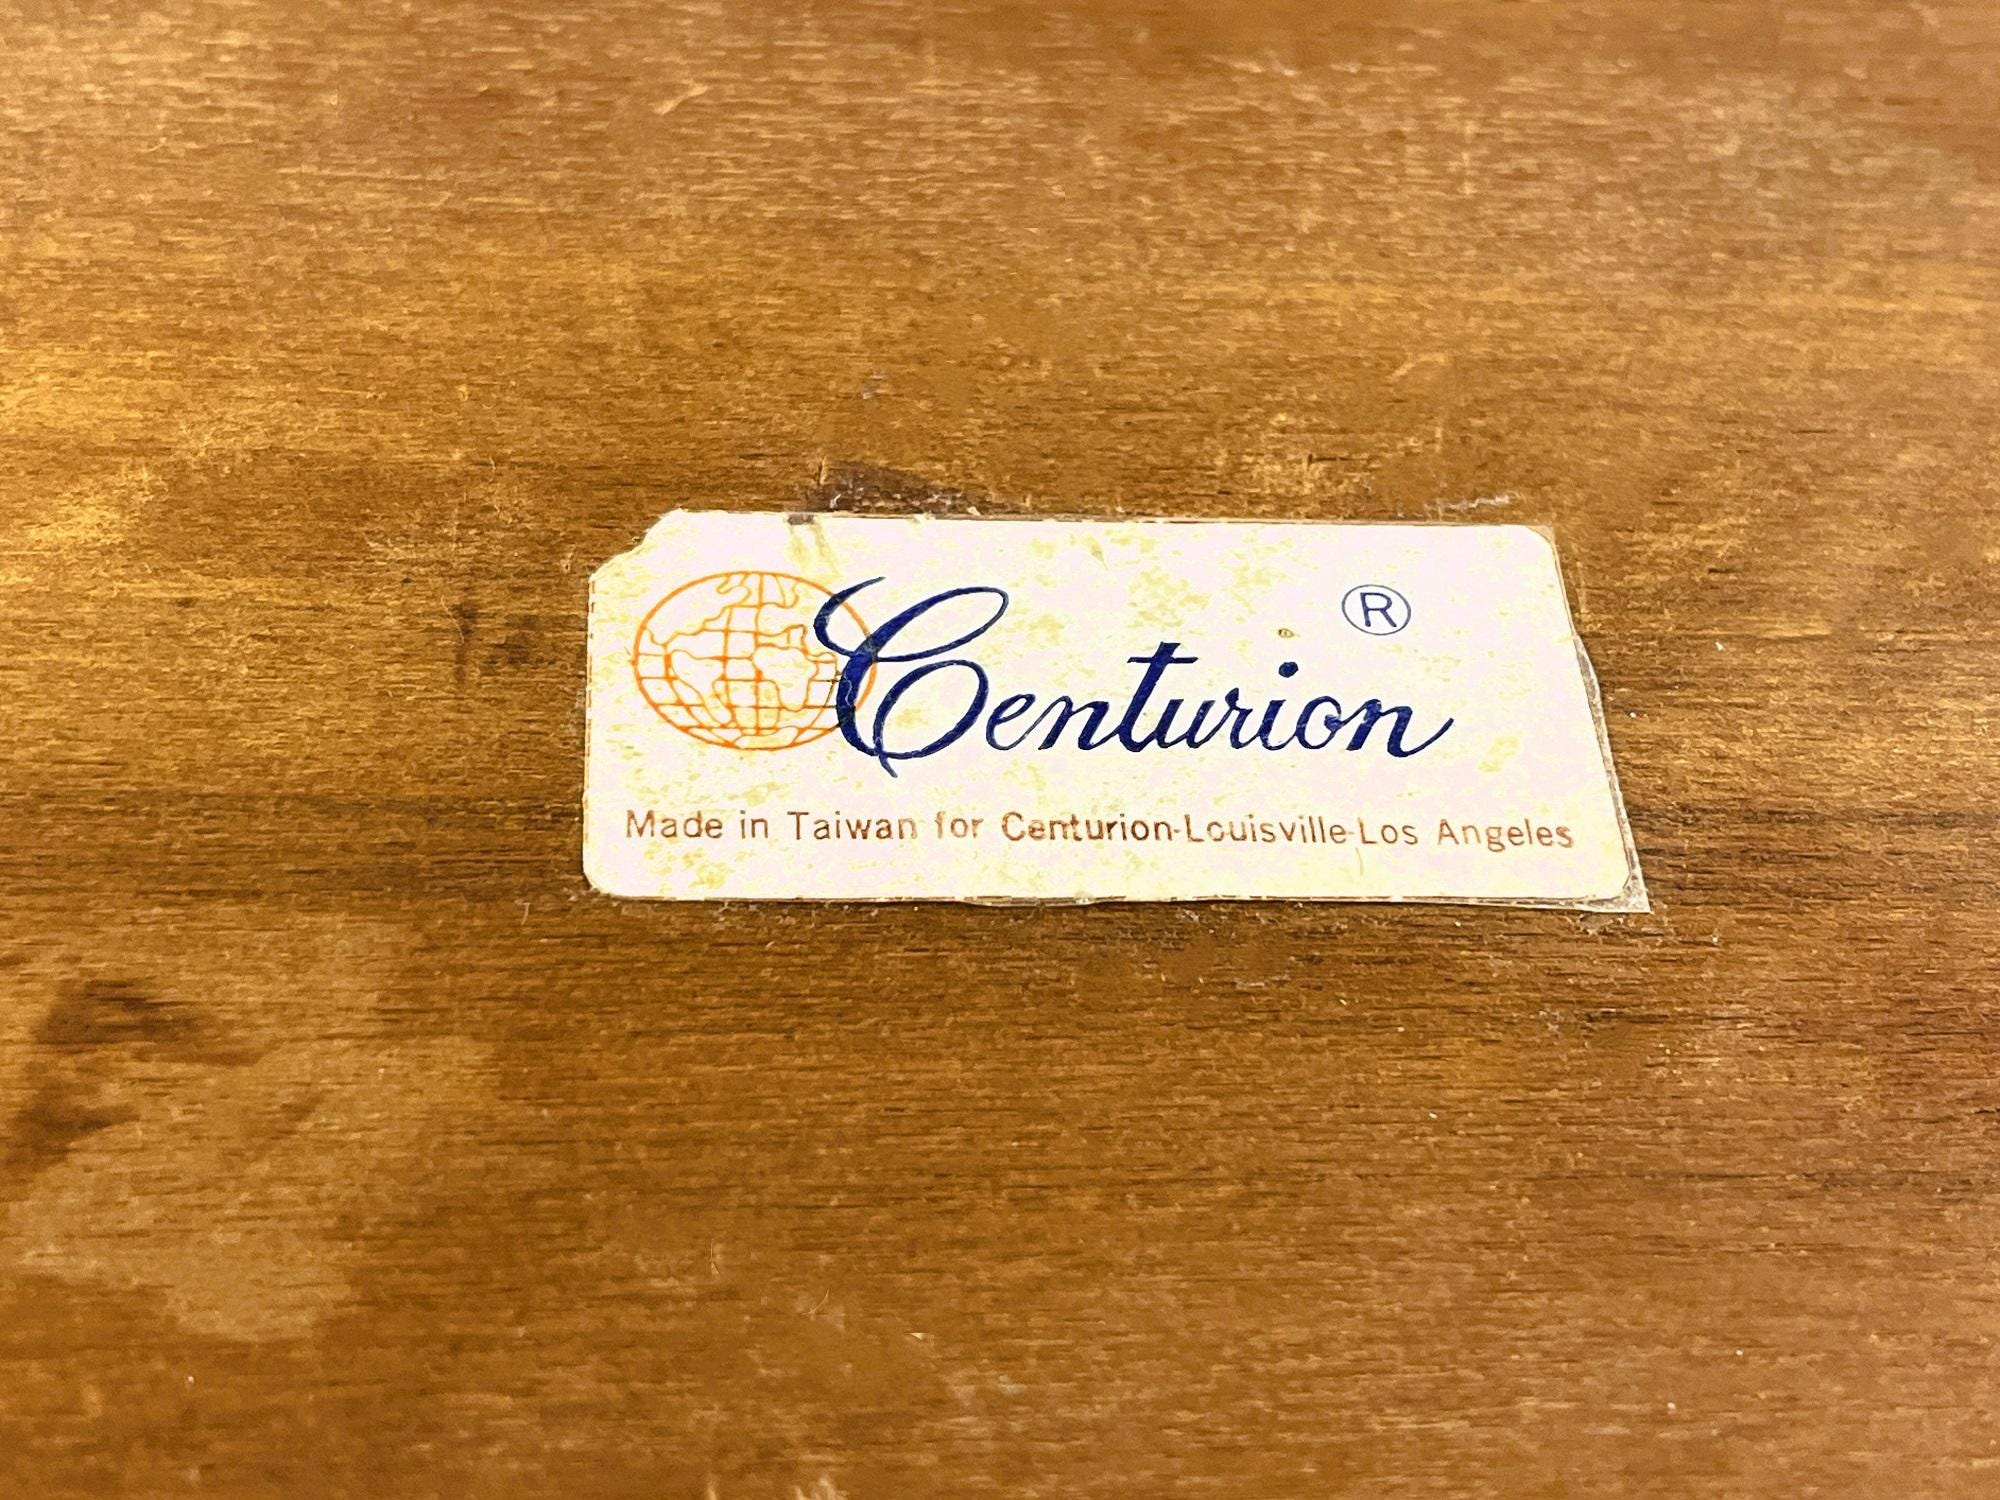 Centurion ®
Made in Taiwan for Centurion-Louisville-Los Angeles